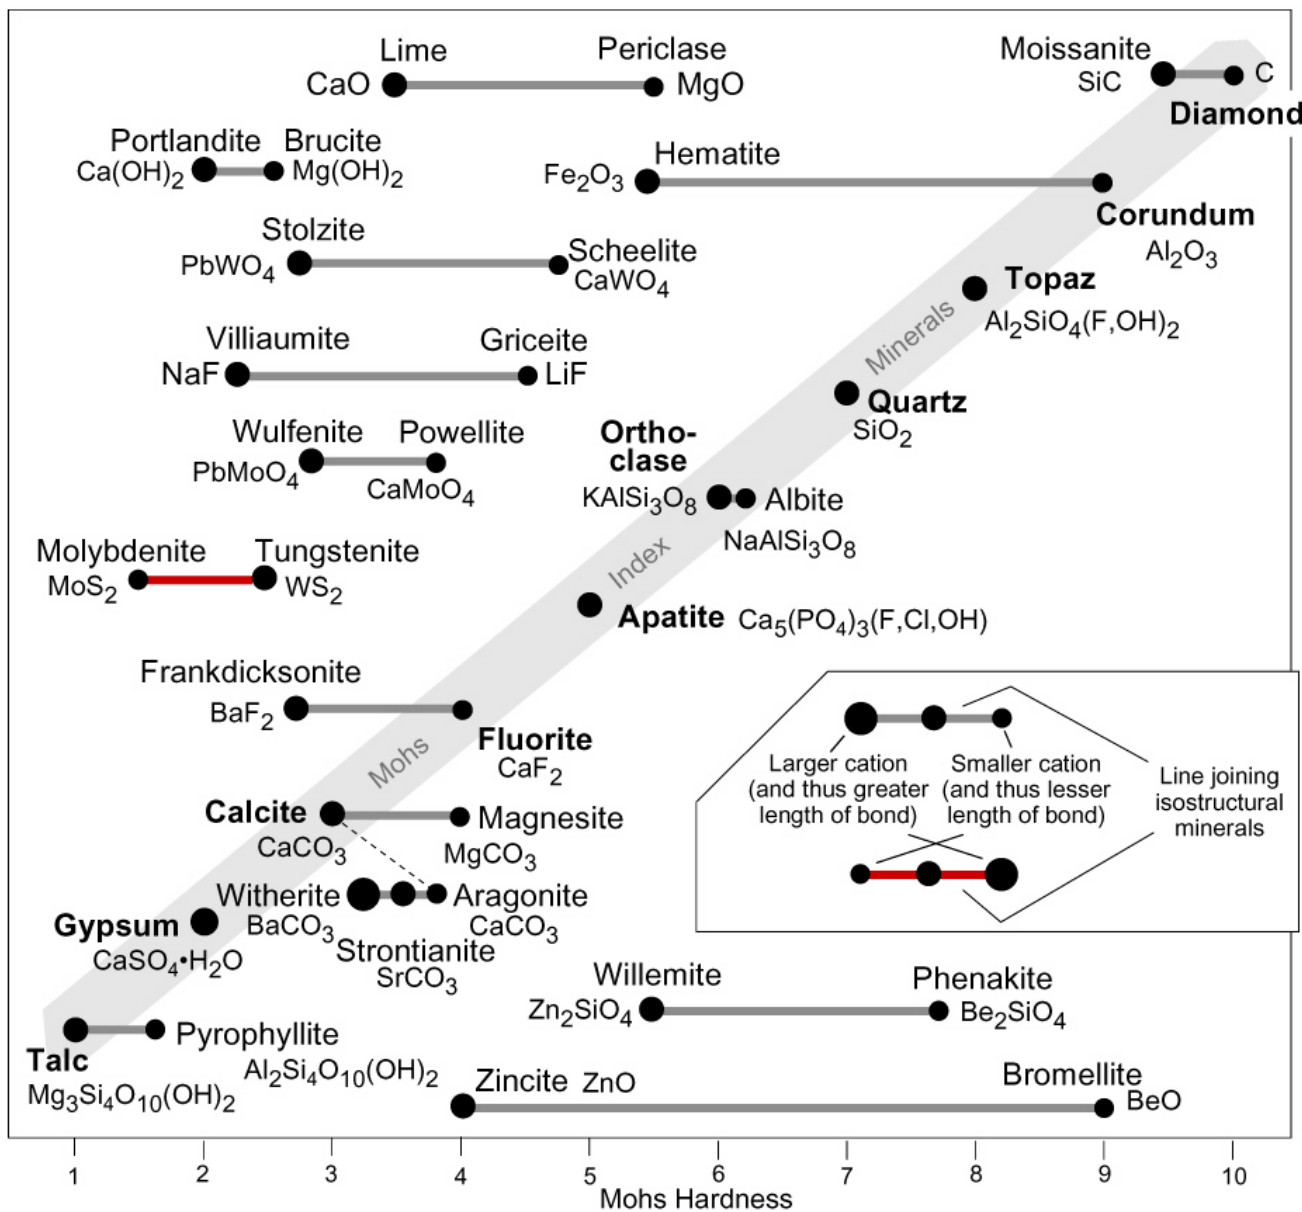 Lime
CaO
Periclase
MgO
Moissanite
SiC
C
Diamond
Portlandite
Ca(OH)2
Brucite
Mg(OH)2
Hematite
Fe2O3
Corundum
Al2O3
Stolzite
PbWO4
Scheelite
CaWO4
Topaz
Al2SiO4(F,OH)2
Villiaumite
NaF
Griceite
LiF
Minerals
Quartz
SiO2
Wulfenite
PbMoO4
Powellite
CaMoO4
Ortho-
clase
KAlSi3O8
Albite
NaAlSi3O8
Molybdenite
MoS2
Tungstenite
WS2
Index
Apatite Ca5(PO4)3(F,Cl,OH)
Frankdicksonite
BaF2
Fluorite
CaF2
Mohs
Calcite
CaCO3
Magnesite
MgCO3
Witherite
BaCO3
Aragonite
CaCO3
Strontianite
SrCO3
Gypsum
CaSO4•H2O
Larger cation
(and thus greater
length of bond)
Smaller cation
(and thus lesser
length of bond)
Line joining
isostructural
minerals
Willemite
Zn2SiO4
Phenakite
Be2SiO4
Talc
Mg3Si4O10(OH)2
Pyrophyllite
Al2Si4O10(OH)2
Zincite ZnO
Bromellite
BeO
1 2 3 4 5 6 7 8 9 10
Mohs Hardness